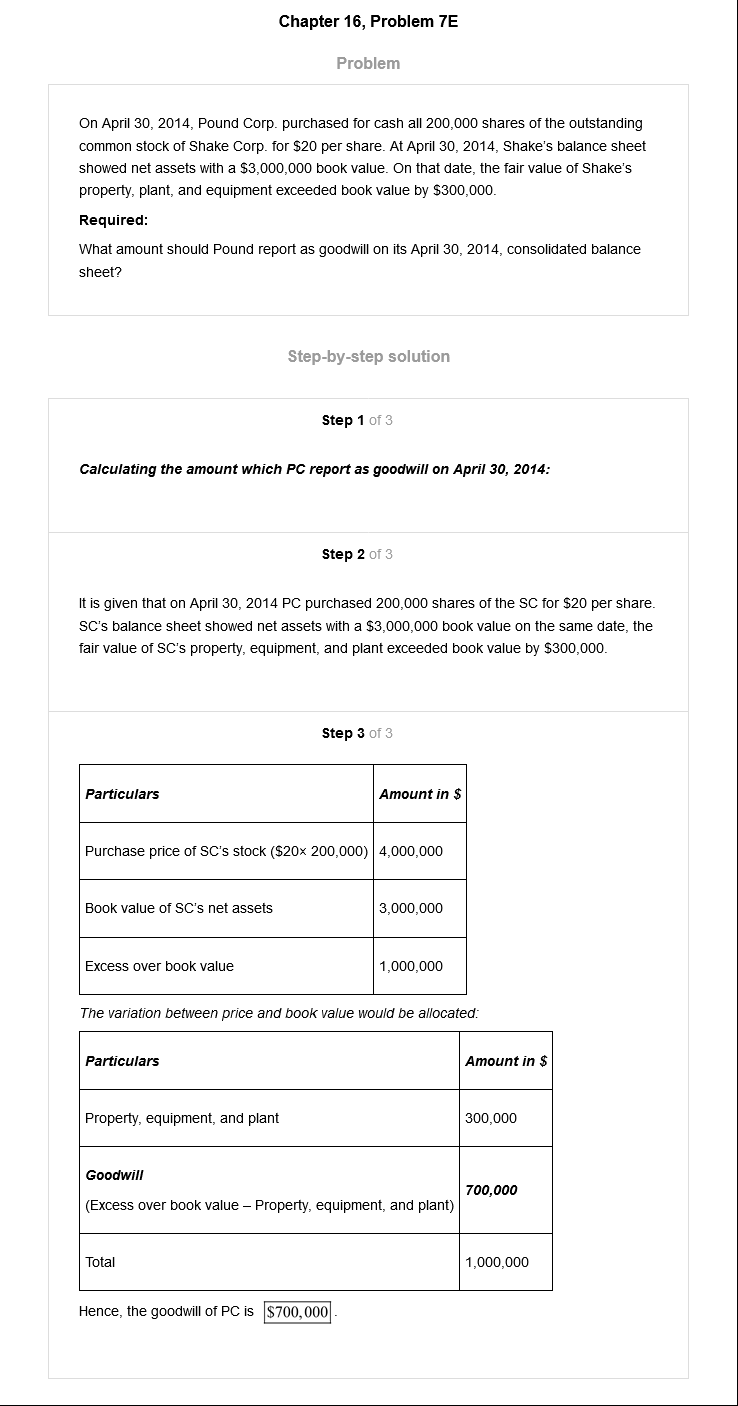 Chapter 16, Problem 7E
Problem
On April 30, 2014, Pound Corp. purchased for cash all 200,000 shares of the outstanding
common stock of Shake Corp. for $20 per share. At April 30, 2014, Shake's balance sheet
showed net assets with a $3,000,000 book value. On that date, the fair value of Shake's
property, plant, and equipment exceeded book value by $300,000.
Required:
What amount should Pound report as goodwill on its April 30, 2014, consolidated balance
sheet?
Step-by-step solution
Step 1 of 3
Calculating the amount which PC report as goodwill on April 30, 2014:
Step 2 of 3
It is given that on April 30, 2014 PC purchased 200,000 shares of the SC for $20 per share.
SC's balance sheet showed net assets with a $3,000,000 book value on the same date, the
fair value of SC's property, equipment, and plant exceeded book value by $300,000.
Step 3 of 3
Particulars Amount in $
Purchase price of SC's stock ($20× 200,000) 4,000,000
Book value of SC's net assets 3,000,000
Excess over book value 1,000,000
The variation between price and book value would be allocated:
Particulars Amount in $
Property, equipment, and plant 300,000
Goodwill
(Excess over book value – Property, equipment, and plant) 700,000
Total 1,000,000
Hence, the goodwill of PC is $700,000.